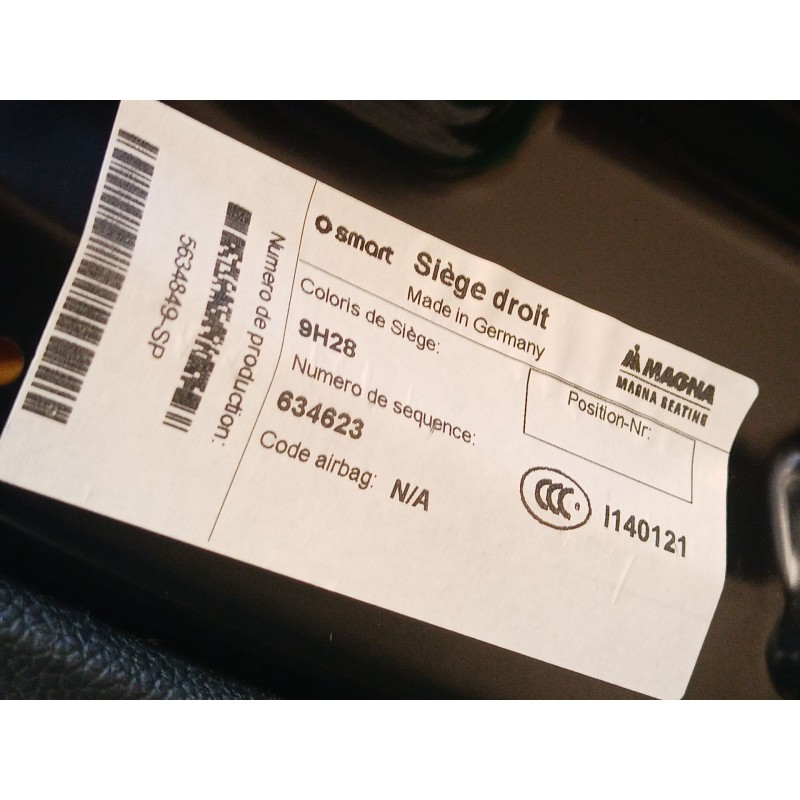 smart Siège droit
Made in Germany
MAGNA
MAGNA SEATING
Coloris de Siège:
9H28
Numero de sequence:
634623
Code airbag: N/A
Position-Nr:
CCC I140121
Numero de production:
5634849-SP